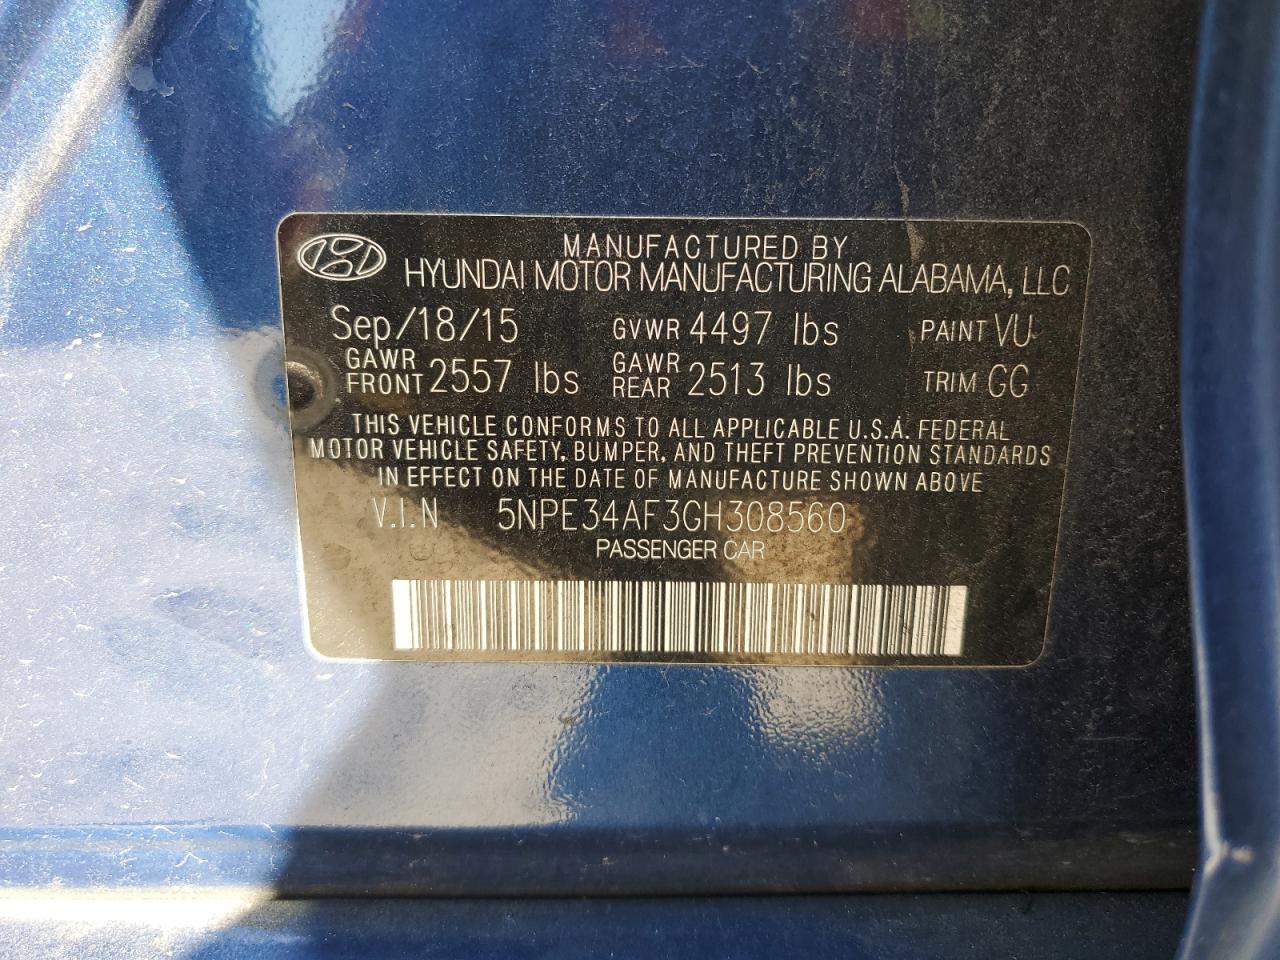 MANUFACTURED BY
HYUNDAI MOTOR MANUFACTURING ALABAMA, LLC
Sep/18/15 GVWR 4497 lbs PAINT VU
GAWR FRONT 2557 lbs GAWR REAR 2513 lbs TRIM GG
THIS VEHICLE CONFORMS TO ALL APPLICABLE U.S.A. FEDERAL
MOTOR VEHICLE SAFETY, BUMPER, AND THEFT PREVENTION STANDARDS
IN EFFECT ON THE DATE OF MANUFACTURE SHOWN ABOVE
V.I.N 5NPE34AF3GH308560
PASSENGER CAR